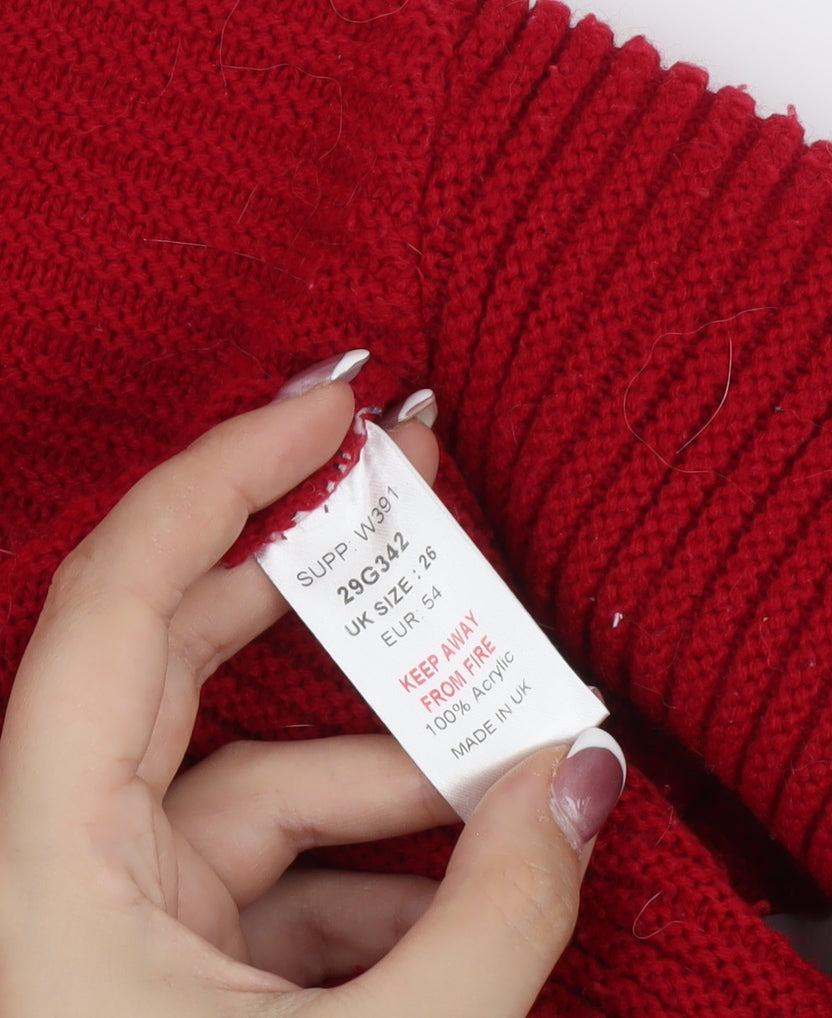 SUPP: W391
29G342
UK SIZE : 26
EUR: 54
KEEP AWAY
FROM FIRE
100% Acrylic
MADE IN UK